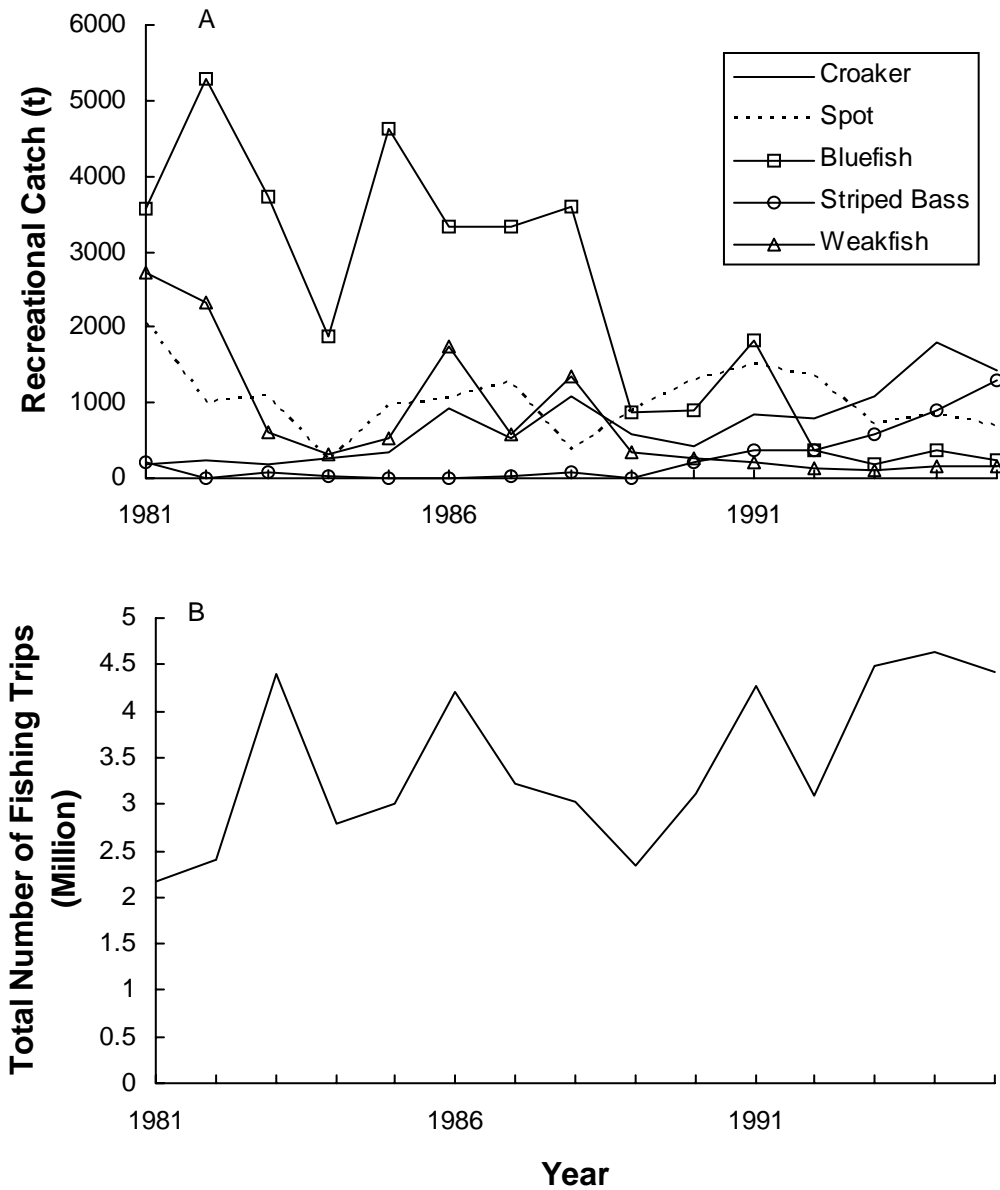 A
6000
5000
4000
3000
2000
1000
0
Recreational Catch (t)
Croaker
Spot
Bluefish
Striped Bass
Weakfish
1981 1986 1991
B
5
4.5
4
3.5
3
2.5
2
1.5
1
0.5
0
Total Number of Fishing Trips
(Million)
1981 1986 1991
Year